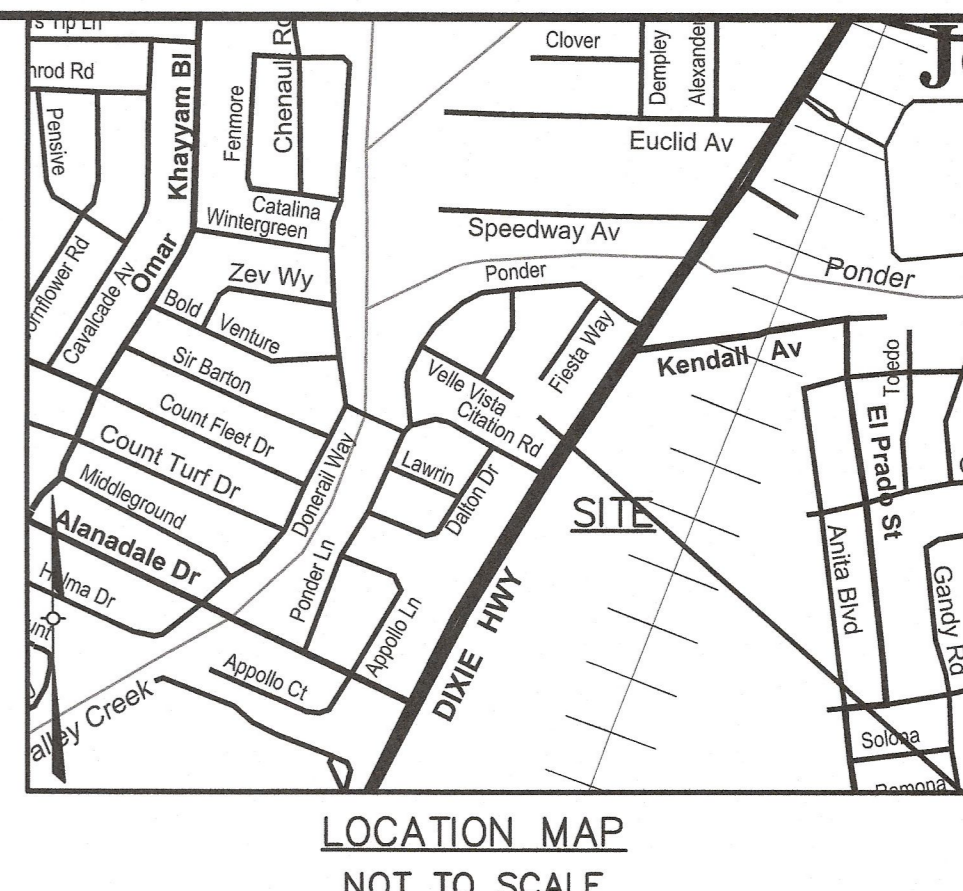 Clover
Dempley
Alexander
Euclid Av
Pensive
Khayyam Bl
Fenmore
Chenault Rd
Catalina
Wintergreen
Speedway Av
Ponder
Ponder
Omar
Cavalcade Av
Zev Wy
Bold
Venture
Sir Barton
Fiesta Way
Kendall Av
Toledo
Velle Vista
Citation Rd
El Prado St
Count Fleet Dr
Count Turf Dr
Lawrin
Dalton Dr
Donerail Way
Middleground
SITE
Alanadale Dr
Anita Blvd
Gandy Rd
Ponder Ln
Appollo Ln
DIXIE HWY
Appollo Ct
alley Creek
Solona
Ramona
LOCATION MAP
NOT TO SCALE